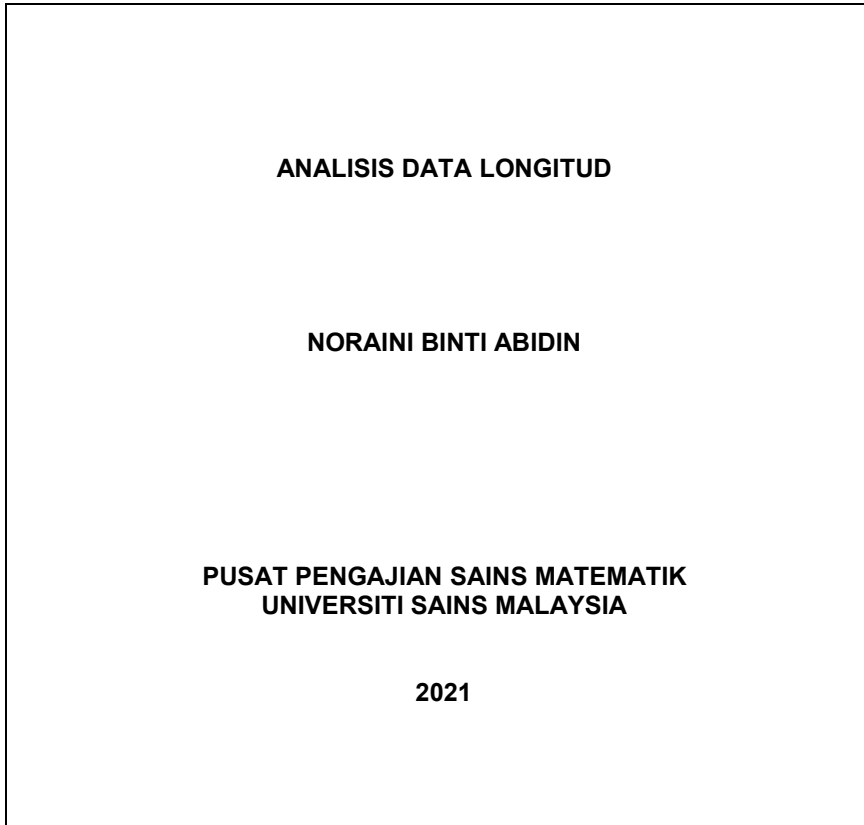 ANALISIS DATA LONGITUD
NORAINI BINTI ABIDIN
PUSAT PENGAJIAN SAINS MATEMATIK
UNIVERSITI SAINS MALAYSIA
2021